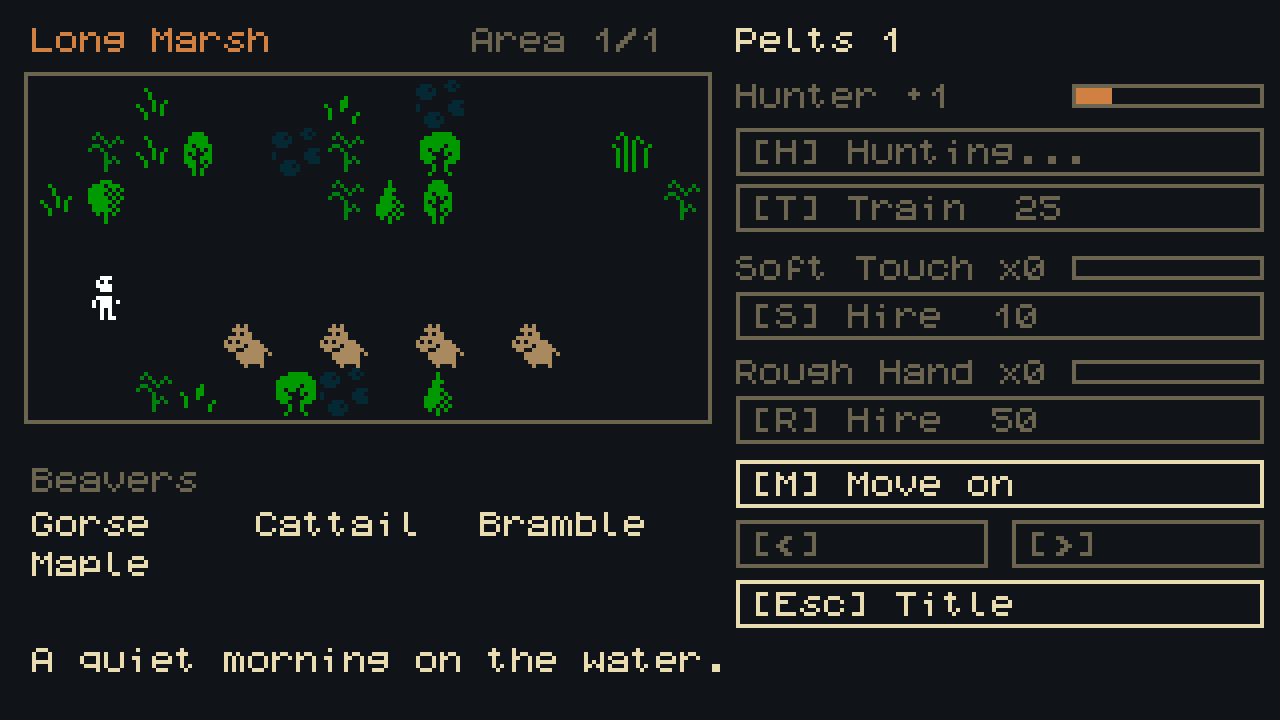 Long Marsh
Area 1/1
Pelts 1
Hunter +1
[H] Hunting...
[T] Train 25
Soft Touch x0
[S] Hire 10
Rough Hand x0
[R] Hire 50
[M] Move on
[<]
[>]
[Esc] Title
Beavers
Gorse Cattail Bramble
Maple
A quiet morning on the water.